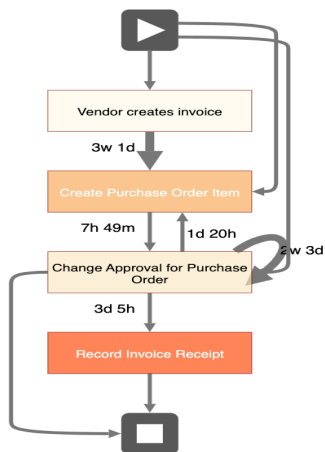 Vendor creates invoice
3w 1d
Create Purchase Order Item
7h 49m
1d 20h
2w 3d
Change Approval for Purchase
Order
3d 5h
Record Invoice Receipt